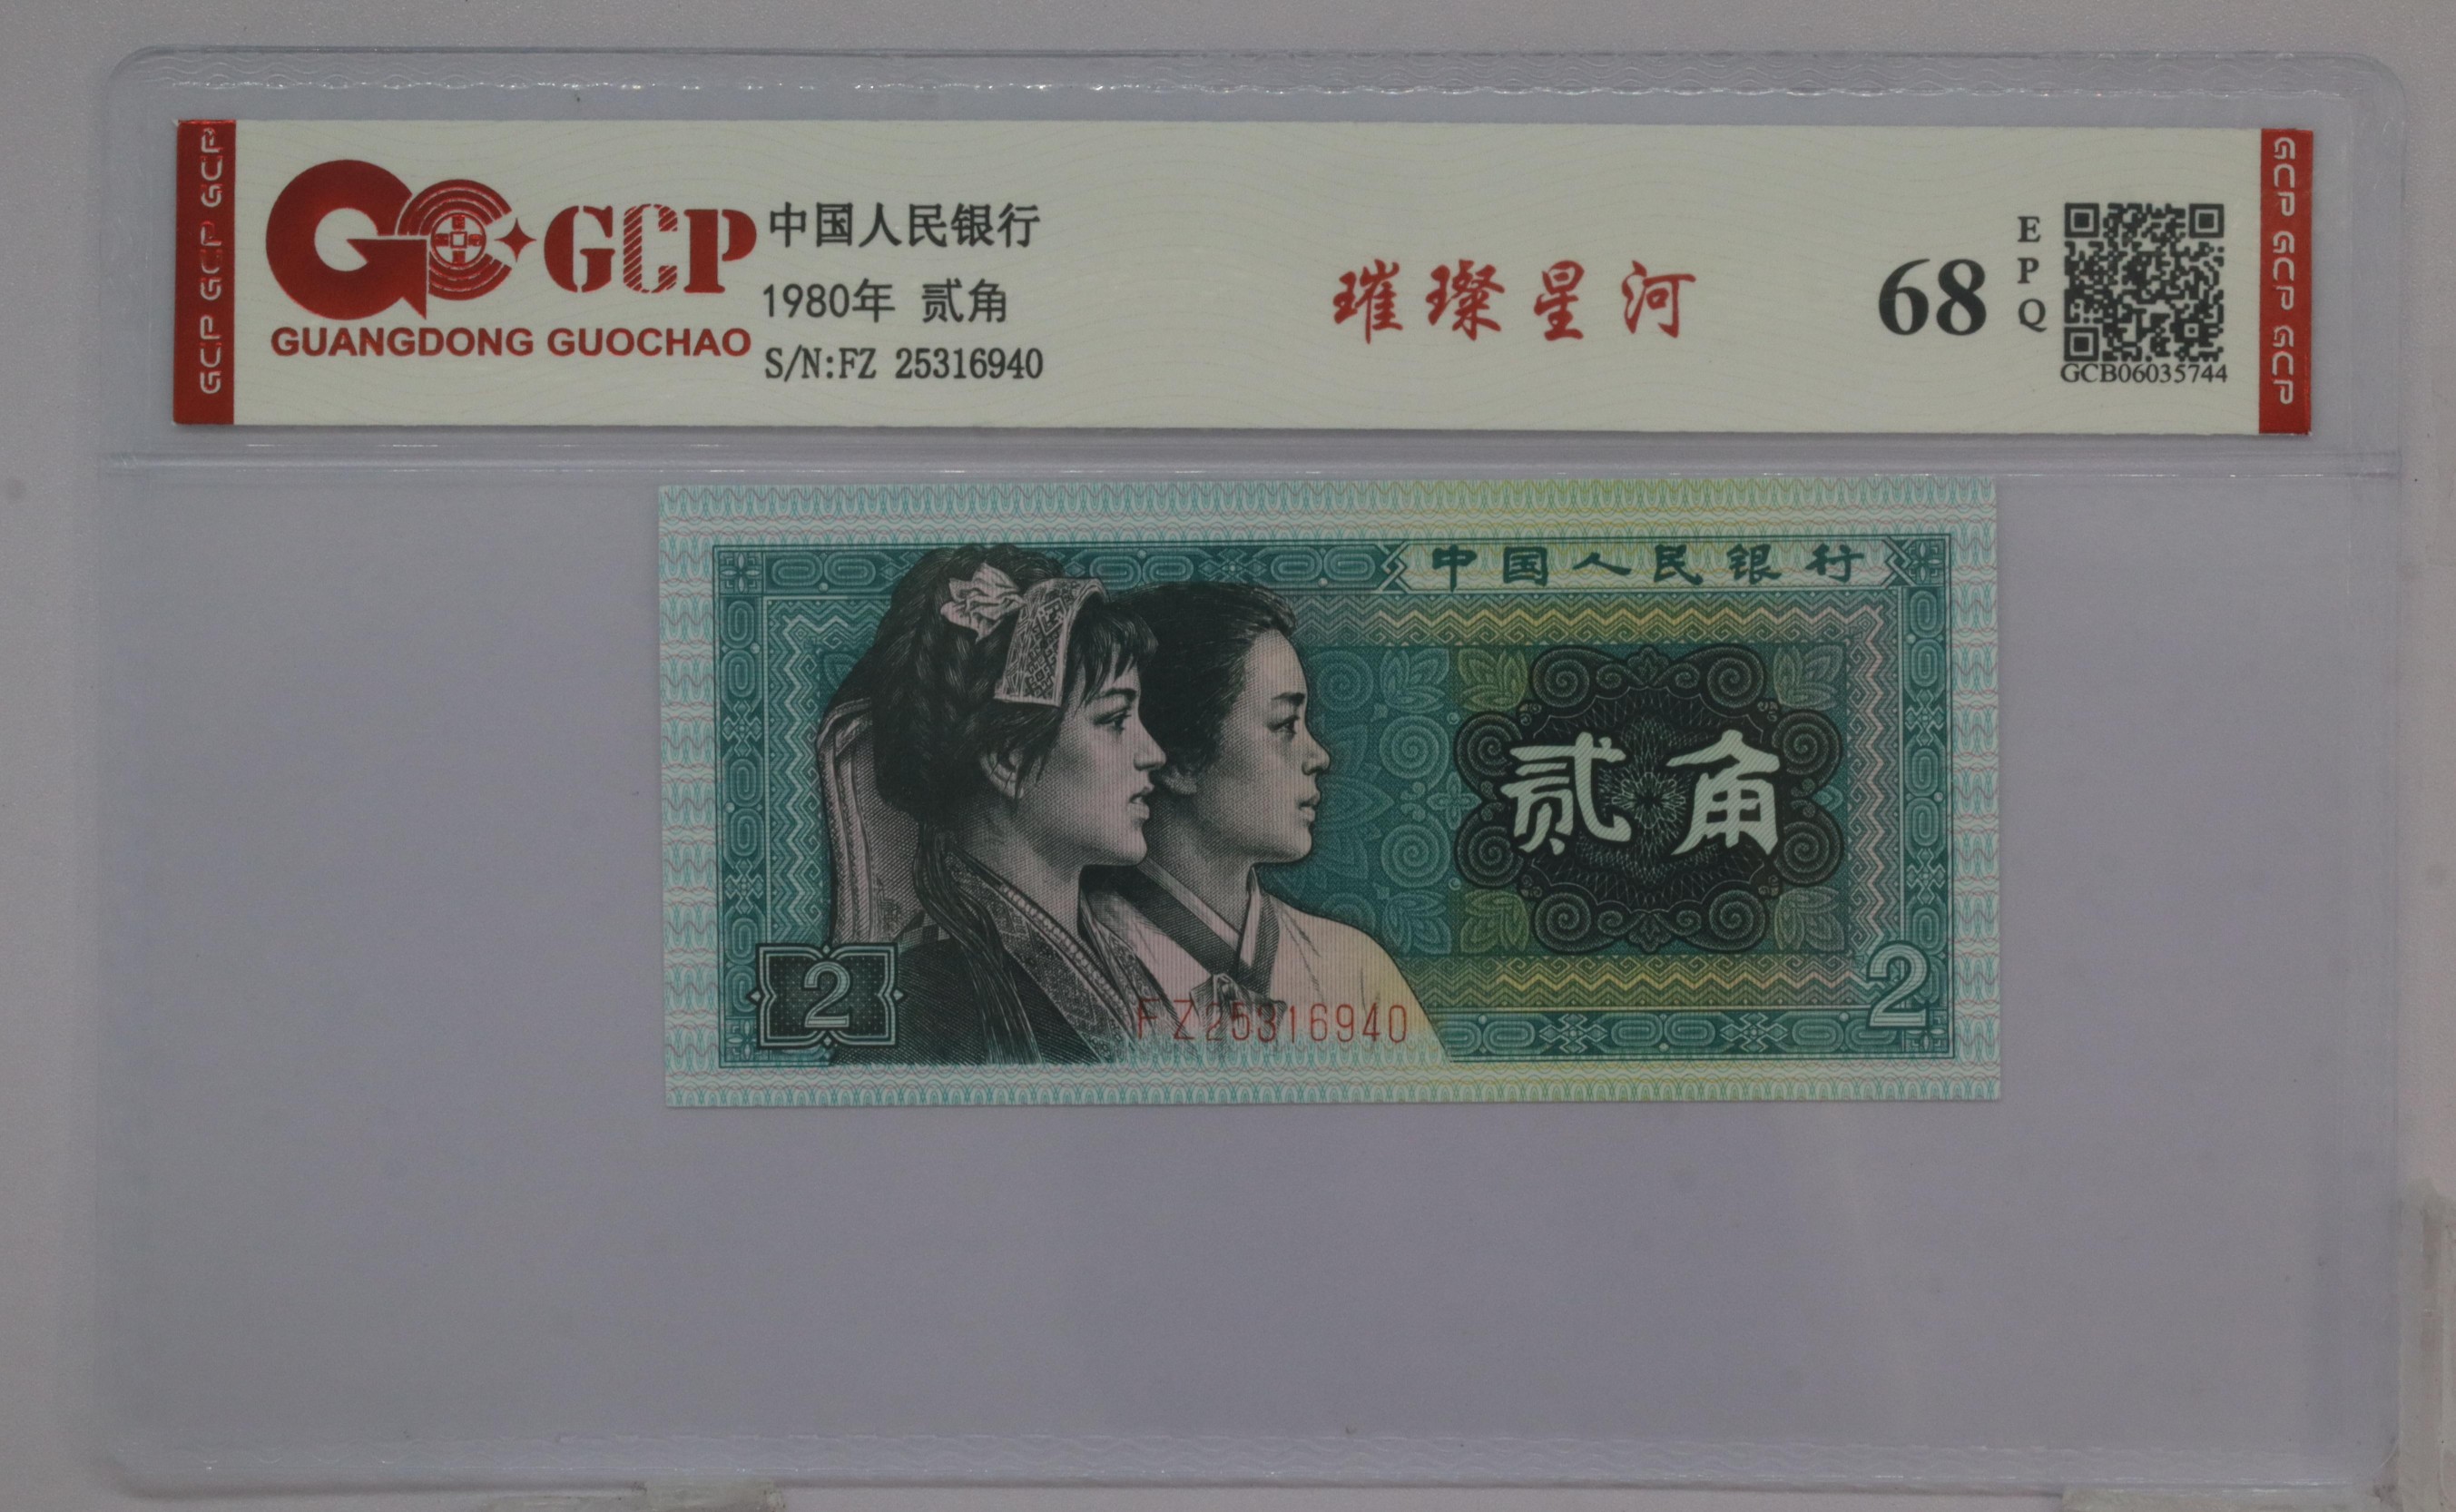 GCP GCP GCP
GCP
GUANGDONG GUOCHAO
中国人民银行
1980年 贰角
S/N:FZ 25316940
璀璨星河
68
EPQ
GCB06035744
GCP GCP GCP
中国人民银行
贰角
2
FZ25316940
2